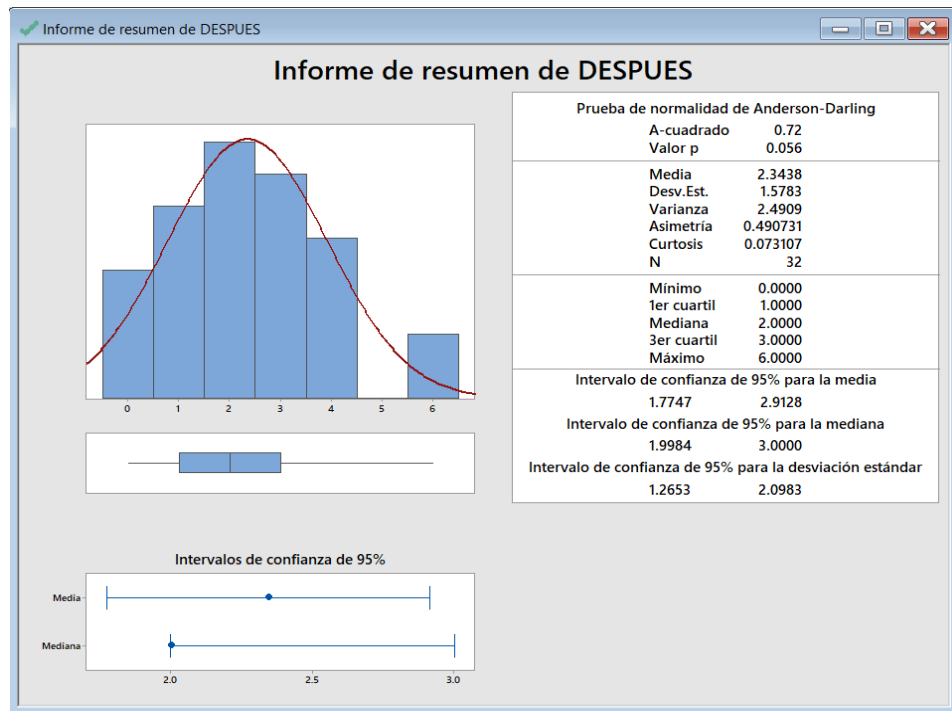 Informe de resumen de DESPUES
Informe de resumen de DESPUES
0 1 2 3 4 5 6
Intervalos de confianza de 95%
Media
Mediana
2.0 2.5 3.0
Prueba de normalidad de Anderson-Darling
A-cuadrado 0.72
Valor p 0.056
Media 2.3438
Desv.Est. 1.5783
Varianza 2.4909
Asimetría 0.490731
Curtosis 0.073107
N 32
Mínimo 0.0000
1er cuartil 1.0000
Mediana 2.0000
3er cuartil 3.0000
Máximo 6.0000
Intervalo de confianza de 95% para la media
1.7747 2.9128
Intervalo de confianza de 95% para la mediana
1.9984 3.0000
Intervalo de confianza de 95% para la desviación estándar
1.2653 2.0983